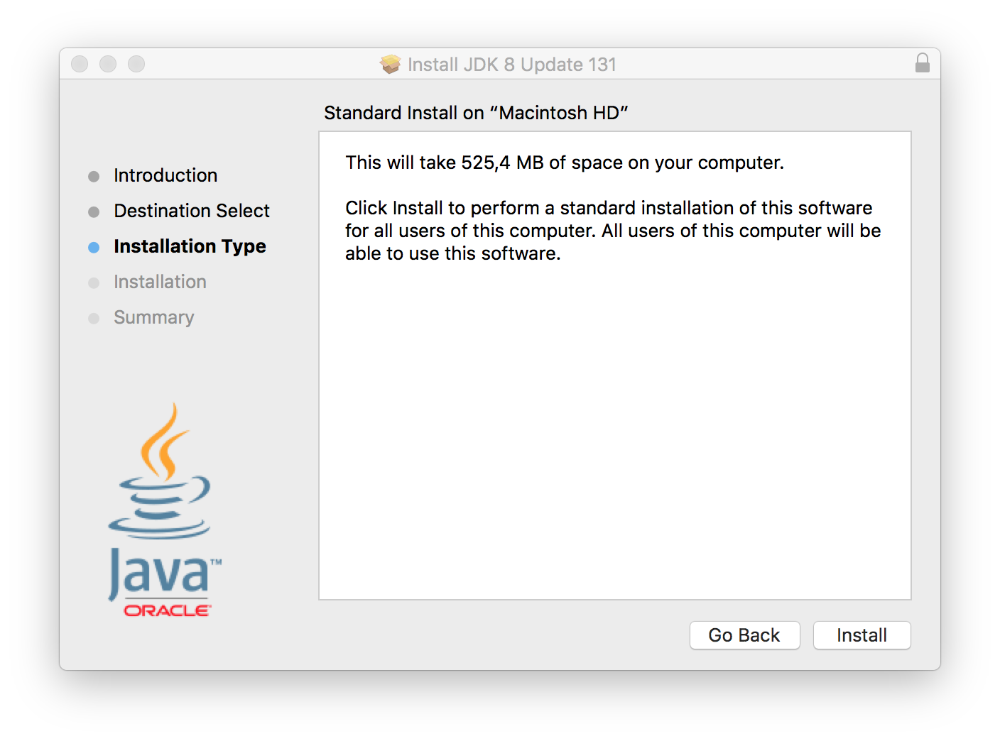 Install JDK 8 Update 131
Standard Install on “Macintosh HD”
Introduction
Destination Select
Installation Type
Installation
Summary
This will take 525,4 MB of space on your computer.
Click Install to perform a standard installation of this software
for all users of this computer. All users of this computer will be
able to use this software.
Java™
ORACLE™
Go Back
Install